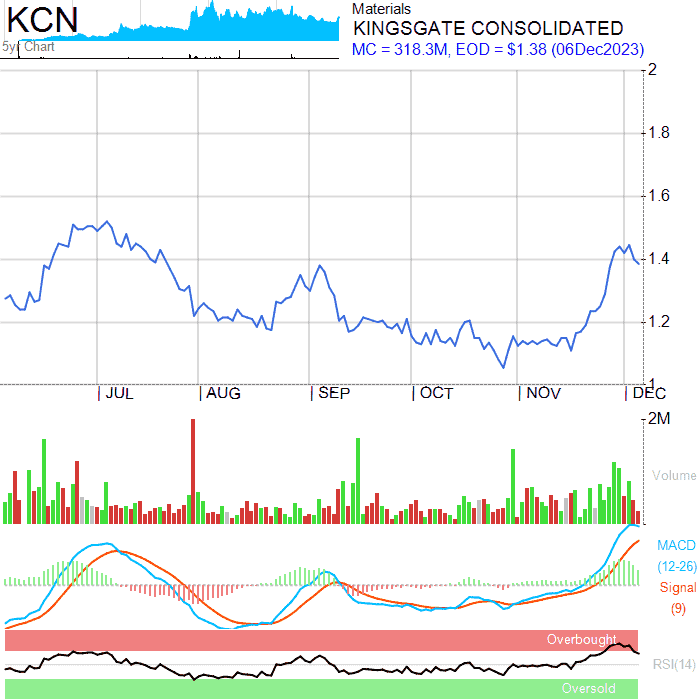 KCN
5yr Chart
Materials
KINGSGATE CONSOLIDATED
MC = 318.3M, EOD = $1.38 (06Dec2023)
2
1.8
1.6
1.4
1.2
1
JUL
AUG
SEP
OCT
NOV
DEC
2M
Volume
MACD
(12-26)
Signal
(9)
Overbought
RSI(14)
Oversold